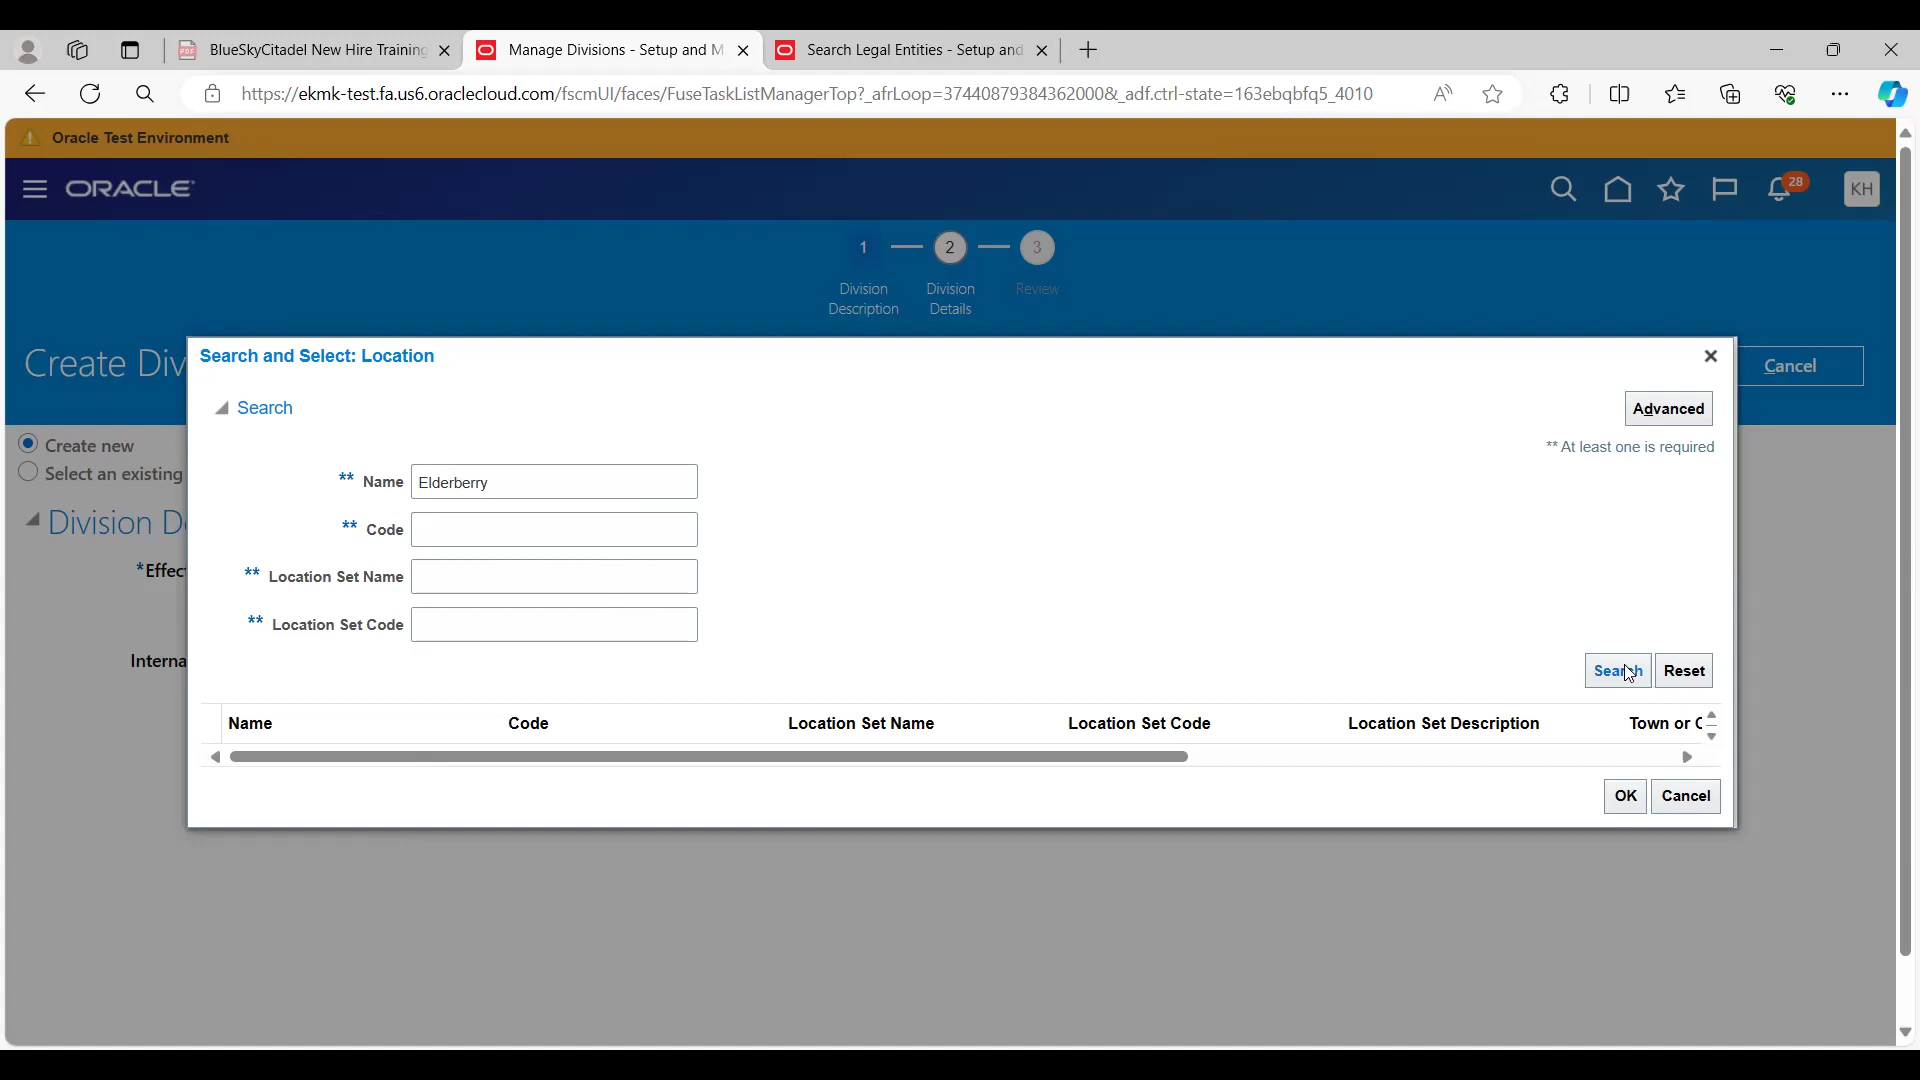 BlueSkyCitadel New Hire Training
Manage Divisions - Setup and M
Search Legal Entities - Setup and
https://ekmk-test.fa.us6.oraclecloud.com/fscmUI/faces/FuseTaskListManagerTop?_afrLoop=37440879384362000&_adf.ctrl-state=163ebqbfq5_4010
Oracle Test Environment
ORACLE
28
KH
1
2
3
Division Description
Division Details
Review
Create Div
Cancel
Search and Select: Location
Search
Advanced
** At least one is required
Create new
Select an existing
Division D
*Effec
Interna
** Name Elderberry
** Code
** Location Set Name
** Location Set Code
Search Reset
Name Code Location Set Name Location Set Code Location Set Description Town or C
OK Cancel